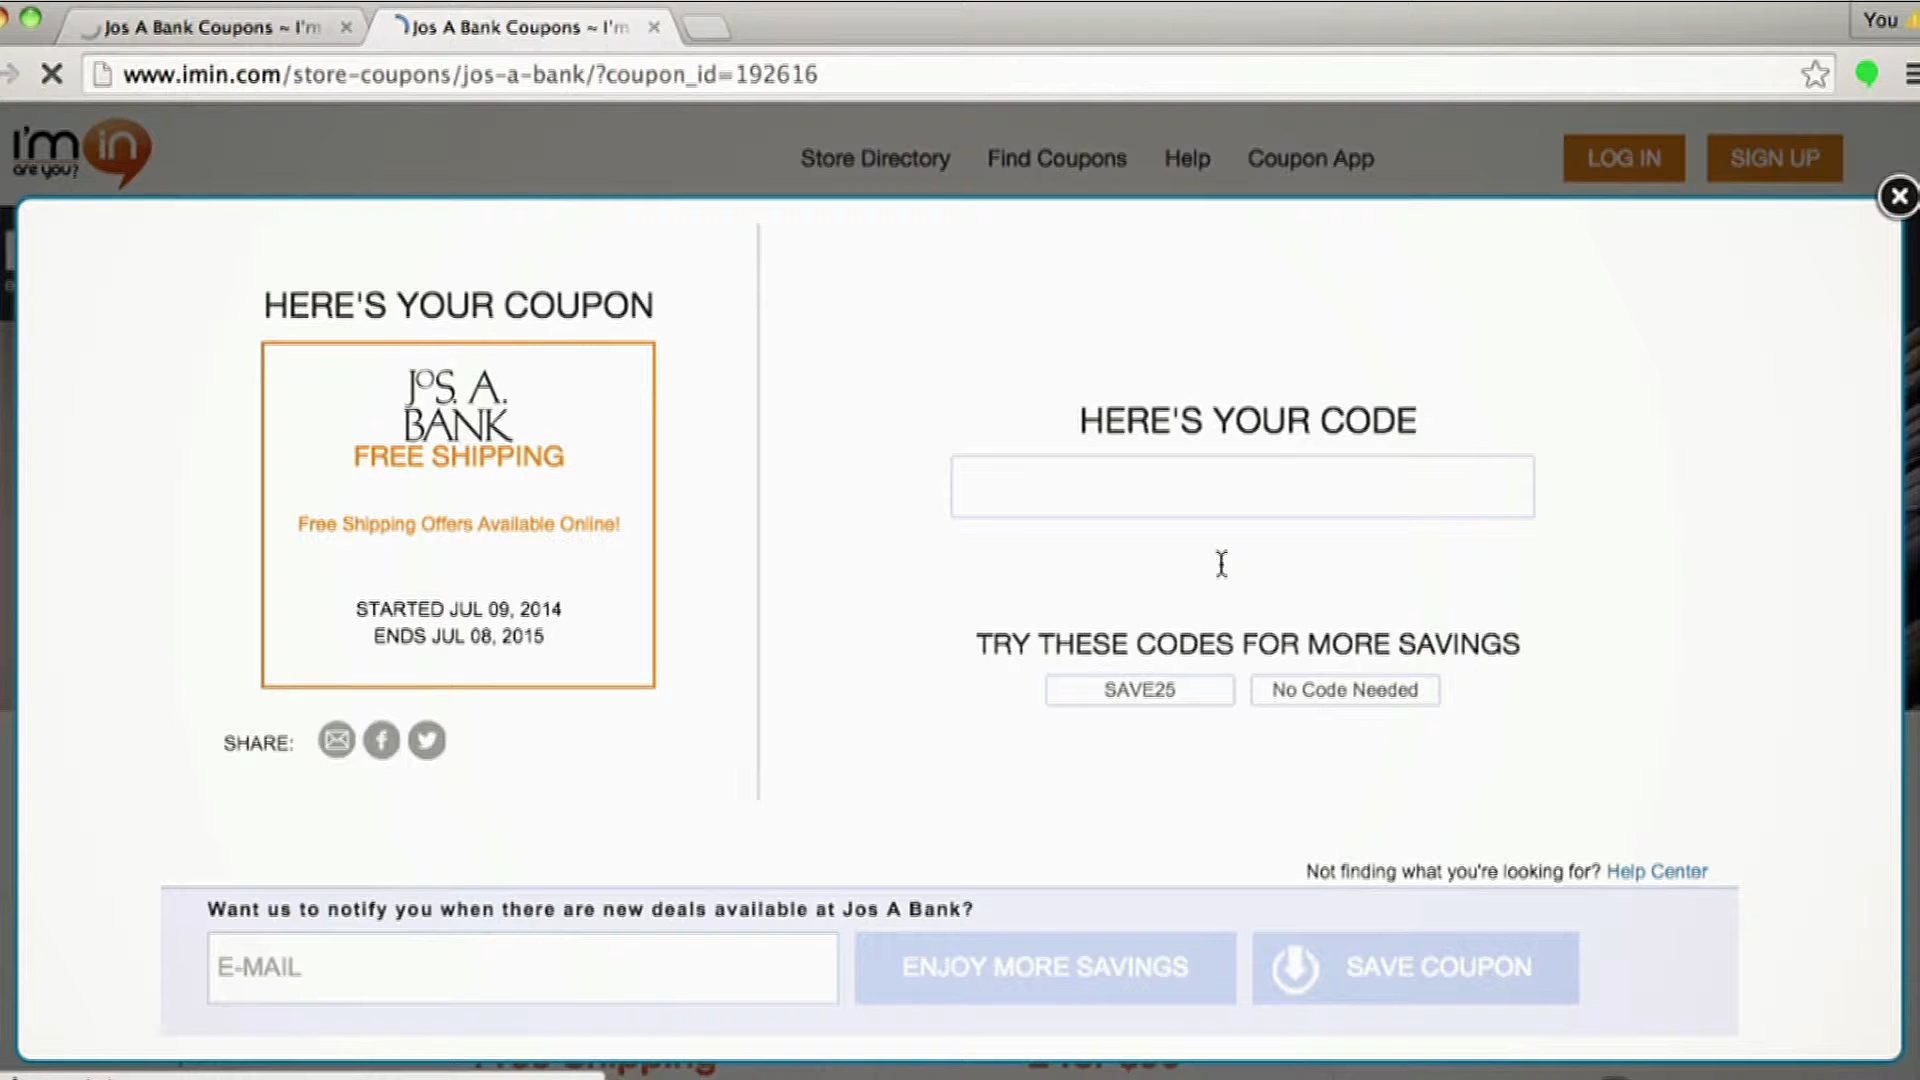 Jos A Bank Coupons ~ I'm
Jos A Bank Coupons ~ I'm
You
www.imin.com/store-coupons/jos-a-bank/?coupon_id=192616
I'm in
are you?
Store Directory
Find Coupons
Help
Coupon App
LOG IN
SIGN UP
HERE'S YOUR COUPON
JOS. A.
BANK
FREE SHIPPING
Free Shipping Offers Available Online!
STARTED JUL 09, 2014
ENDS JUL 08, 2015
SHARE:
HERE'S YOUR CODE
TRY THESE CODES FOR MORE SAVINGS
SAVE25
No Code Needed
Not finding what you're looking for? Help Center
Want us to notify you when there are new deals available at Jos A Bank?
E-MAIL
ENJOY MORE SAVINGS
SAVE COUPON
Free Shipping